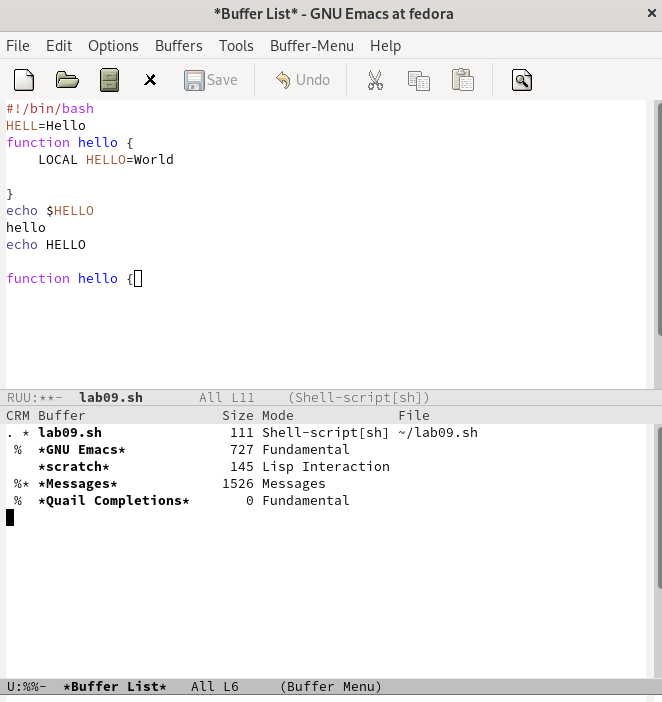 *Buffer List* - GNU Emacs at fedora ×
File Edit Options Buffers Tools Buffer-Menu Help
Save Undo
#!/bin/bash
HELL=Hello
function hello {
    LOCAL HELLO=World
}
echo $HELLO
hello
echo HELLO
function hello {
RUU:**-  lab09.sh       All L11    (Shell-script[sh])
CRM Buffer                 Size Mode             File
. * lab09.sh                111 Shell-script[sh] ~/lab09.sh
 %  *GNU Emacs*             727 Fundamental
    *scratch*               145 Lisp Interaction
 %* *Messages*             1526 Messages
 %  *Quail Completions*       0 Fundamental
U:%%-  *Buffer List*   All L6     (Buffer Menu)